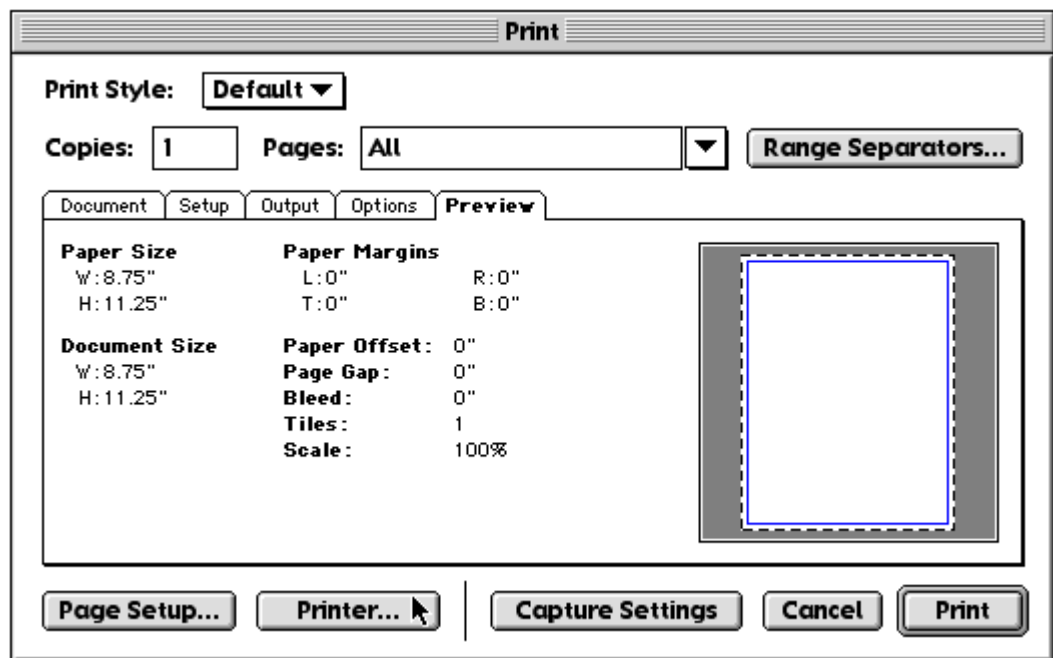 Print
Print Style: Default
Copies: 1 Pages: All Range Separators...
Document Setup Output Options Preview
Paper Size Paper Margins
W:8.75" L:0" R:0"
H:11.25" T:0" B:0"
Document Size Paper Offset: 0"
W:8.75" Page Gap: 0"
H:11.25" Bleed: 0"
Tiles: 1
Scale: 100%
Page Setup... Printer... Capture Settings Cancel Print